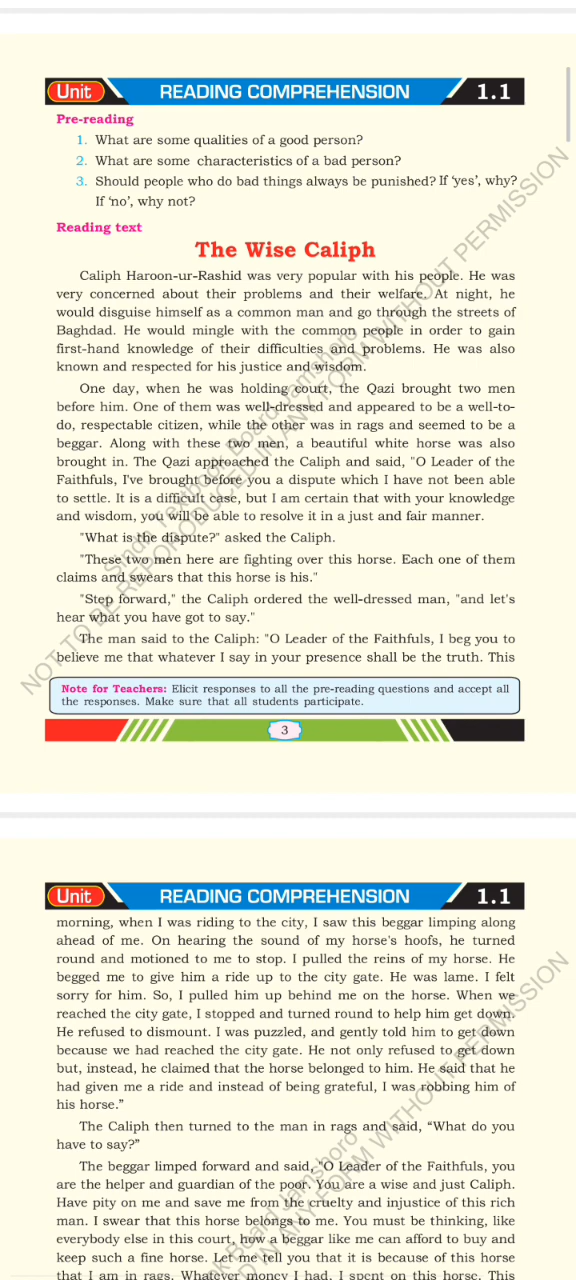 Unit READING COMPREHENSION 1.1
Pre-reading
1. What are some qualities of a good person?
2. What are some characteristics of a bad person?
3. Should people who do bad things always be punished? If ‘yes’, why?
If ‘no’, why not?
Reading text
The Wise Caliph
Caliph Haroon-ur-Rashid was very popular with his people. He was
very concerned about their problems and their welfare. At night, he
would disguise himself as a common man and go through the streets of
Baghdad. He would mingle with the common people in order to gain
first-hand knowledge of their difficulties and problems. He was also
known and respected for his justice and wisdom.
One day, when he was holding court, the Qazi brought two men
before him. One of them was well-dressed and appeared to be a well-to-
do, respectable citizen, while the other was in rags and seemed to be a
beggar. Along with these two men, a beautiful white horse was also
brought in. The Qazi approached the Caliph and said, "O Leader of the
Faithfuls, I've brought before you a dispute which I have not been able
to settle. It is a difficult case, but I am certain that with your knowledge
and wisdom, you will be able to resolve it in a just and fair manner.
"What is the dispute?" asked the Caliph.
"These two men here are fighting over this horse. Each one of them
claims and swears that this horse is his."
"Step forward," the Caliph ordered the well-dressed man, "and let's
hear what you have got to say."
The man said to the Caliph: "O Leader of the Faithfuls, I beg you to
believe me that whatever I say in your presence shall be the truth. This
Note for Teachers: Elicit responses to all the pre-reading questions and accept all
the responses. Make sure that all students participate.
3
Sindh Textbook Board Jamshoro
NOT TO BE REPORODUCED IN ANY FORM WITHOUT PERMISSION
Unit READING COMPREHENSION 1.1
morning, when I was riding to the city, I saw this beggar limping along
ahead of me. On hearing the sound of my horse's hoofs, he turned
round and motioned to me to stop. I pulled the reins of my horse. He
begged me to give him a ride up to the city gate. He was lame. I felt
sorry for him. So, I pulled him up behind me on the horse. When we
reached the city gate, I stopped and turned round to help him get down.
He refused to dismount. I was puzzled, and gently told him to get down
because we had reached the city gate. He not only refused to get down
but, instead, he claimed that the horse belonged to him. He said that he
had given me a ride and instead of being grateful, I was robbing him of
his horse.”
The Caliph then turned to the man in rags and said, “What do you
have to say?”
The beggar limped forward and said, "O Leader of the Faithfuls, you
are the helper and guardian of the poor. You are a wise and just Caliph.
Have pity on me and save me from the cruelty and injustice of this rich
man. I swear that this horse belongs to me. You must be thinking, like
everybody else in this court, how a beggar like me can afford to buy and
keep such a fine horse. Let me tell you that it is because of this horse
that I am in rags. Whatever money I had, I spent on this horse. This
k Board Jamshoro
D IN ANY FORM WITHOUT PERMISSION